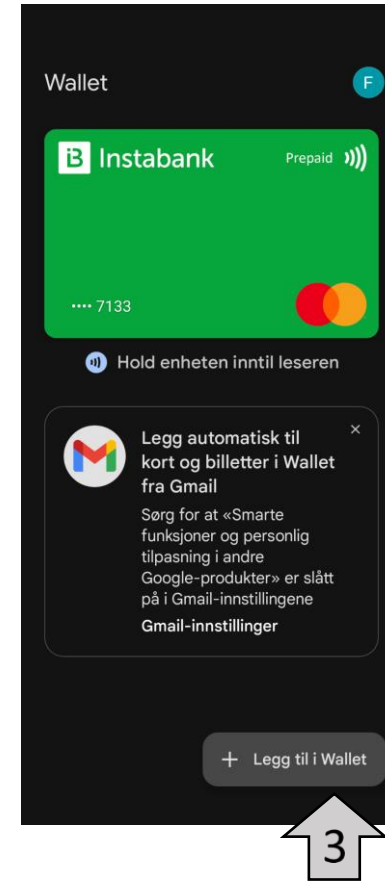 Wallet
F
Instabank
Prepaid
•••• 7133
Hold enheten inntil leseren
Legg automatisk til
kort og billetter i Wallet
fra Gmail
Sørg for at «Smarte
funksjoner og personlig
tilpasning i andre
Google-produkter» er slått
på i Gmail-innstillingene
Gmail-innstillinger
+ Legg til i Wallet
3